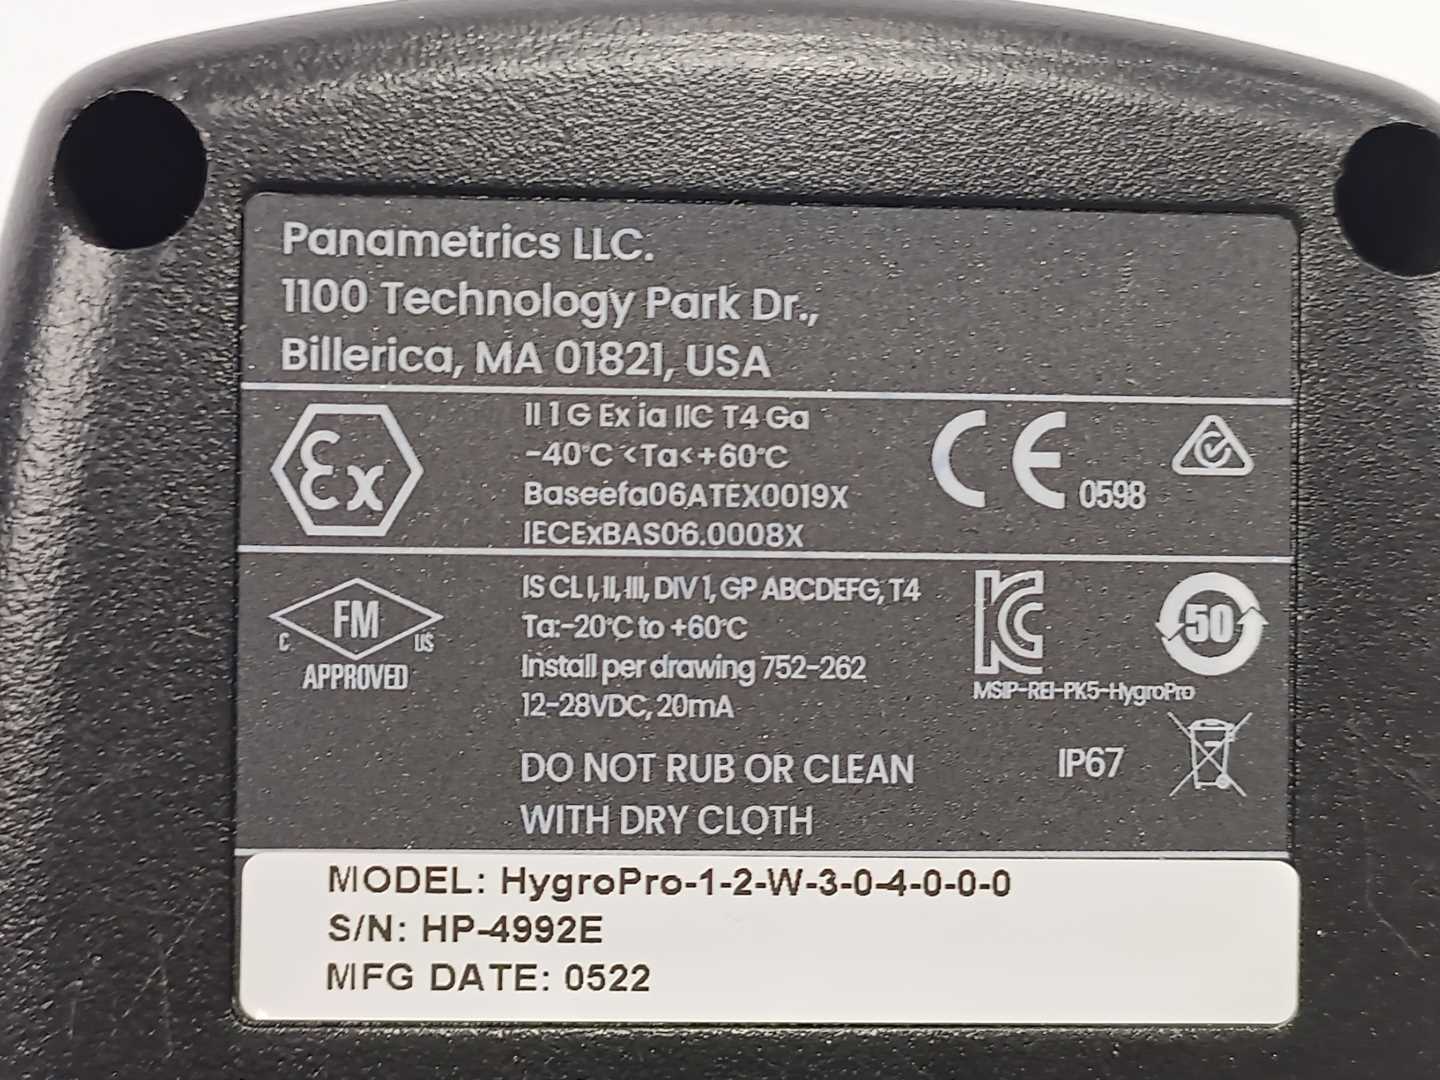 Panametrics LLC.
1100 Technology Park Dr.,
Billerica, MA 01821, USA
Ex
II 1 G Ex ia IIC T4 Ga
-40°C <Ta<+60°C
Baseefa06ATEX0019X
IECExBAS06.0008X
CE 0598
C FM US
APPROVED
IS CL I,II,III, DIV 1, GP ABCDEFG, T4
Ta:-20°C to +60°C
Install per drawing 752-262
12-28VDC, 20mA
KC
MSIP-REI-PK5-HygroPro
50
DO NOT RUB OR CLEAN
WITH DRY CLOTH
IP67
MODEL: HygroPro-1-2-W-3-0-4-0-0-0
S/N: HP-4992E
MFG DATE: 0522